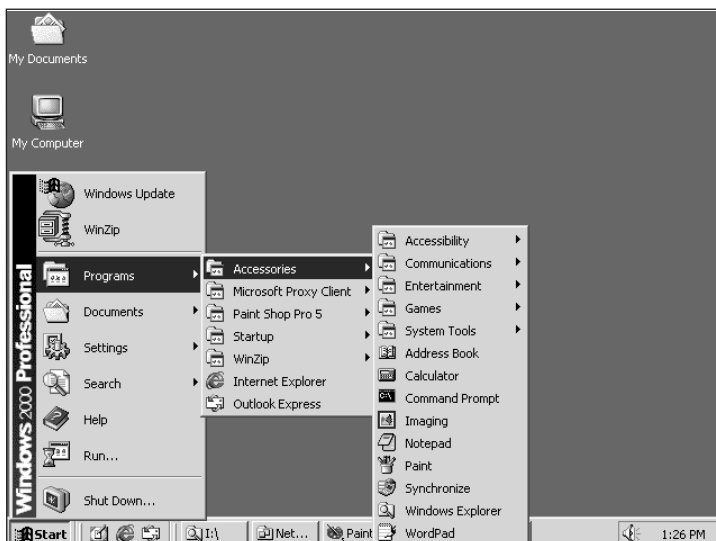 My Documents
My Computer
Windows 2000 Professional
Windows Update
WinZip
Programs
Documents
Settings
Search
Help
Run...
Shut Down...
Accessories
Microsoft Proxy Client
Paint Shop Pro 5
Startup
WinZip
Internet Explorer
Outlook Express
Accessibility
Communications
Entertainment
Games
System Tools
Address Book
Calculator
Command Prompt
Imaging
Notepad
Paint
Synchronize
Windows Explorer
WordPad
Start
I:\
Net...
Paint
1:26 PM